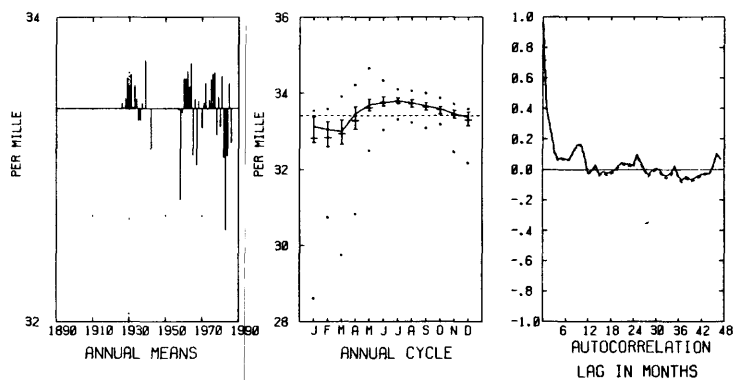 34
PER MILLE
32
1890 1910 1930 1950 1970 1990
ANNUAL MEANS
36
34
PER MILLE
32
30
28
J F M A M J J A S O N D
ANNUAL CYCLE
1.0
0.8
0.6
0.4
0.2
0.0
-.2
-.4
-.6
-.8
-1.0
6 12 18 24 30 36 42 48
AUTOCORRELATION
LAG IN MONTHS